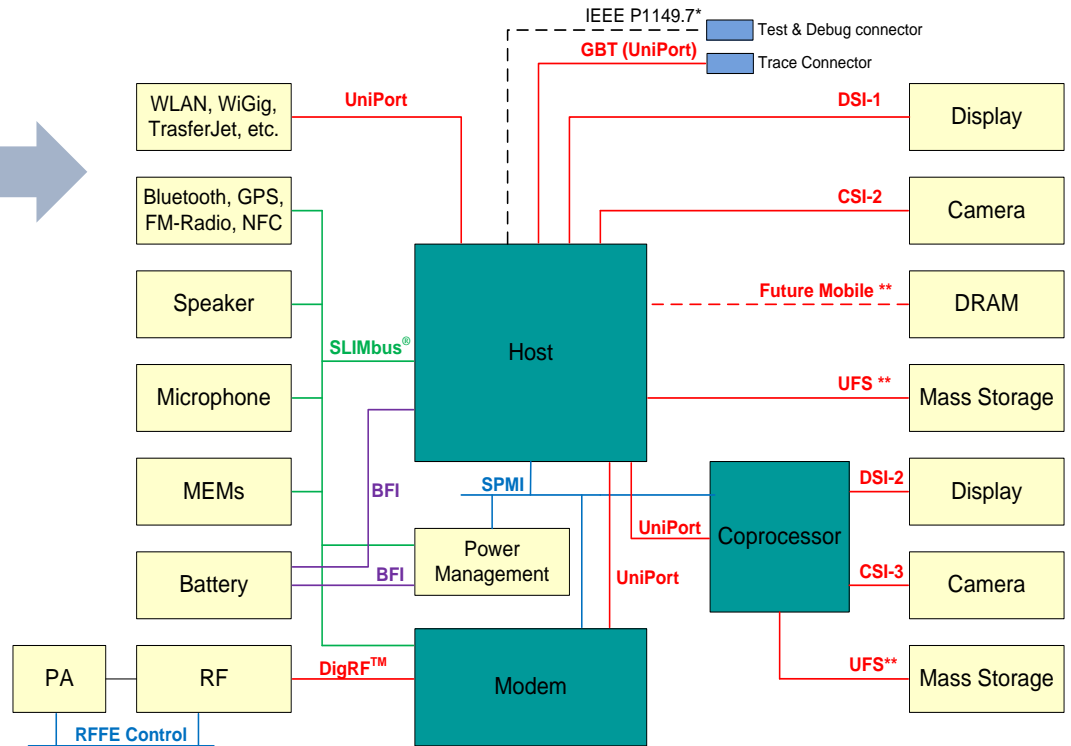 IEEE P1149.7*
Test & Debug connector
GBT (UniPort)
Trace Connector
WLAN, WiGig,
TrasferJet, etc.
UniPort
DSI-1
Display
Bluetooth, GPS,
FM-Radio, NFC
CSI-2
Camera
Speaker
Future Mobile **
DRAM
SLIMbus®
Host
Microphone
UFS **
Mass Storage
MEMs
BFI
SPMI
DSI-2
Display
UniPort
Coprocessor
Power
Management
Battery
BFI
UniPort
CSI-3
Camera
PA
RF
DigRF™
Modem
UFS**
Mass Storage
RFFE Control